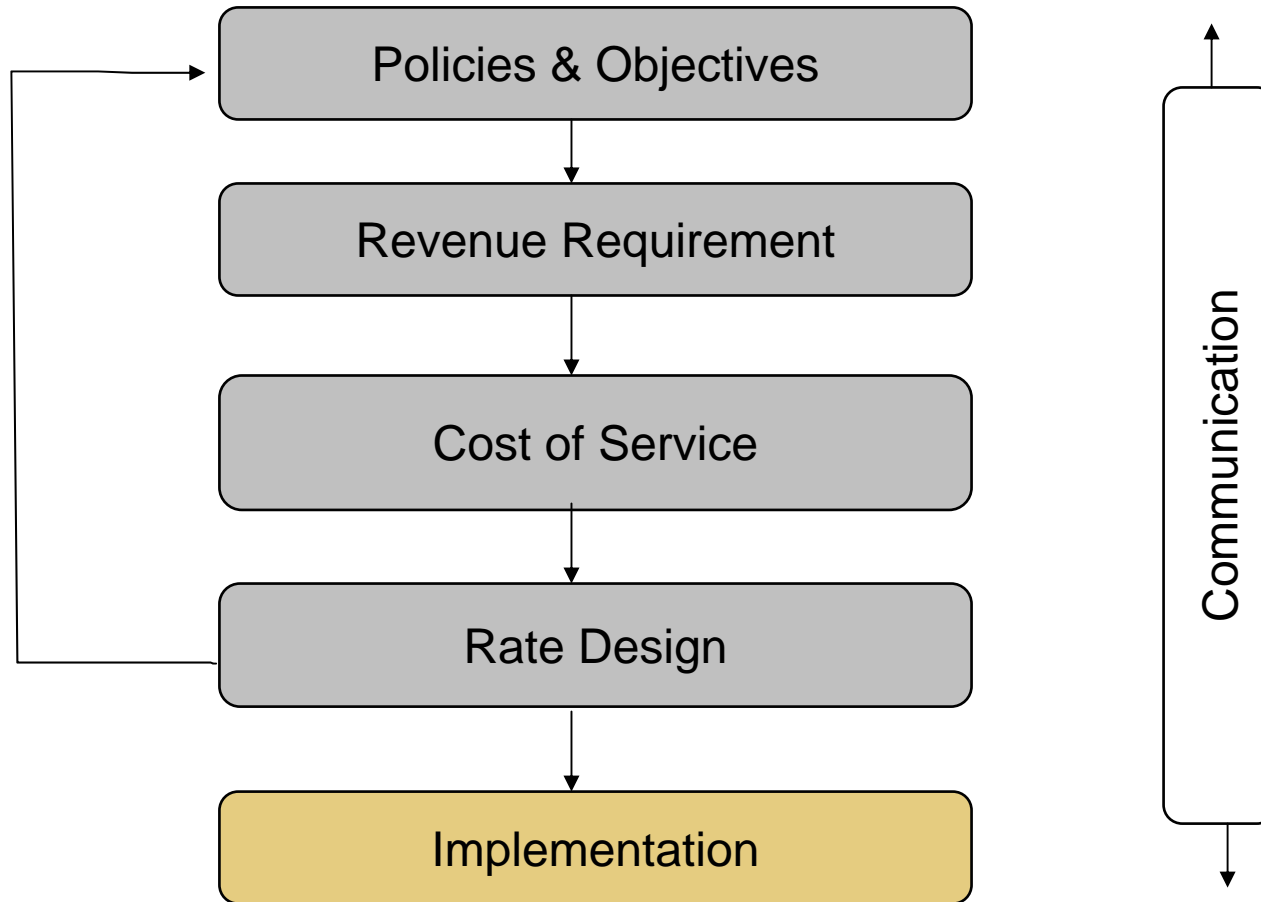 Policies & Objectives
Revenue Requirement
Cost of Service
Rate Design
Implementation
Communication